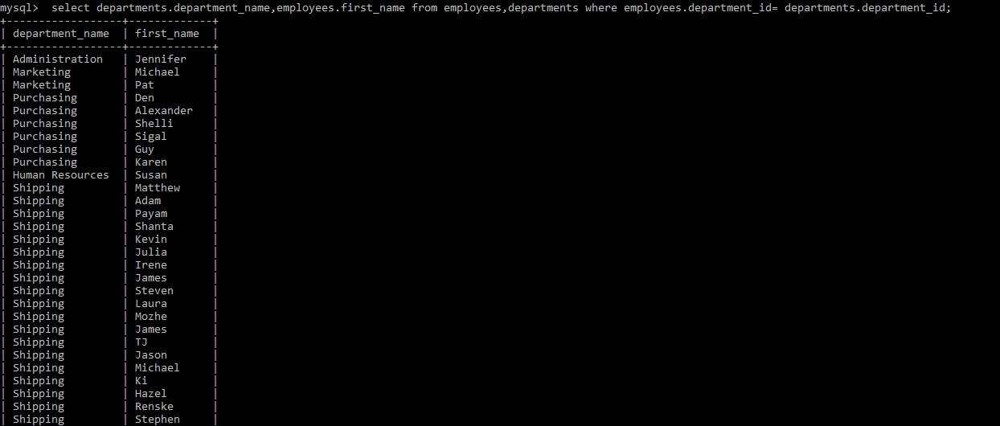 mysql>  select departments.department_name,employees.first_name from employees,departments where employees.department_id= departments.department_id;
+-----------------+-------------+
| department_name | first_name  |
+-----------------+-------------+
| Administration  | Jennifer    |
| Marketing       | Michael     |
| Marketing       | Pat         |
| Purchasing      | Den         |
| Purchasing      | Alexander   |
| Purchasing      | Shelli      |
| Purchasing      | Sigal       |
| Purchasing      | Guy         |
| Purchasing      | Karen       |
| Human Resources | Susan       |
| Shipping        | Matthew     |
| Shipping        | Adam        |
| Shipping        | Payam       |
| Shipping        | Shanta      |
| Shipping        | Kevin       |
| Shipping        | Julia       |
| Shipping        | Irene       |
| Shipping        | James       |
| Shipping        | Steven      |
| Shipping        | Laura       |
| Shipping        | Mozhe       |
| Shipping        | James       |
| Shipping        | TJ          |
| Shipping        | Jason       |
| Shipping        | Michael     |
| Shipping        | Ki          |
| Shipping        | Hazel       |
| Shipping        | Renske      |
| Shipping        | Stephen     |